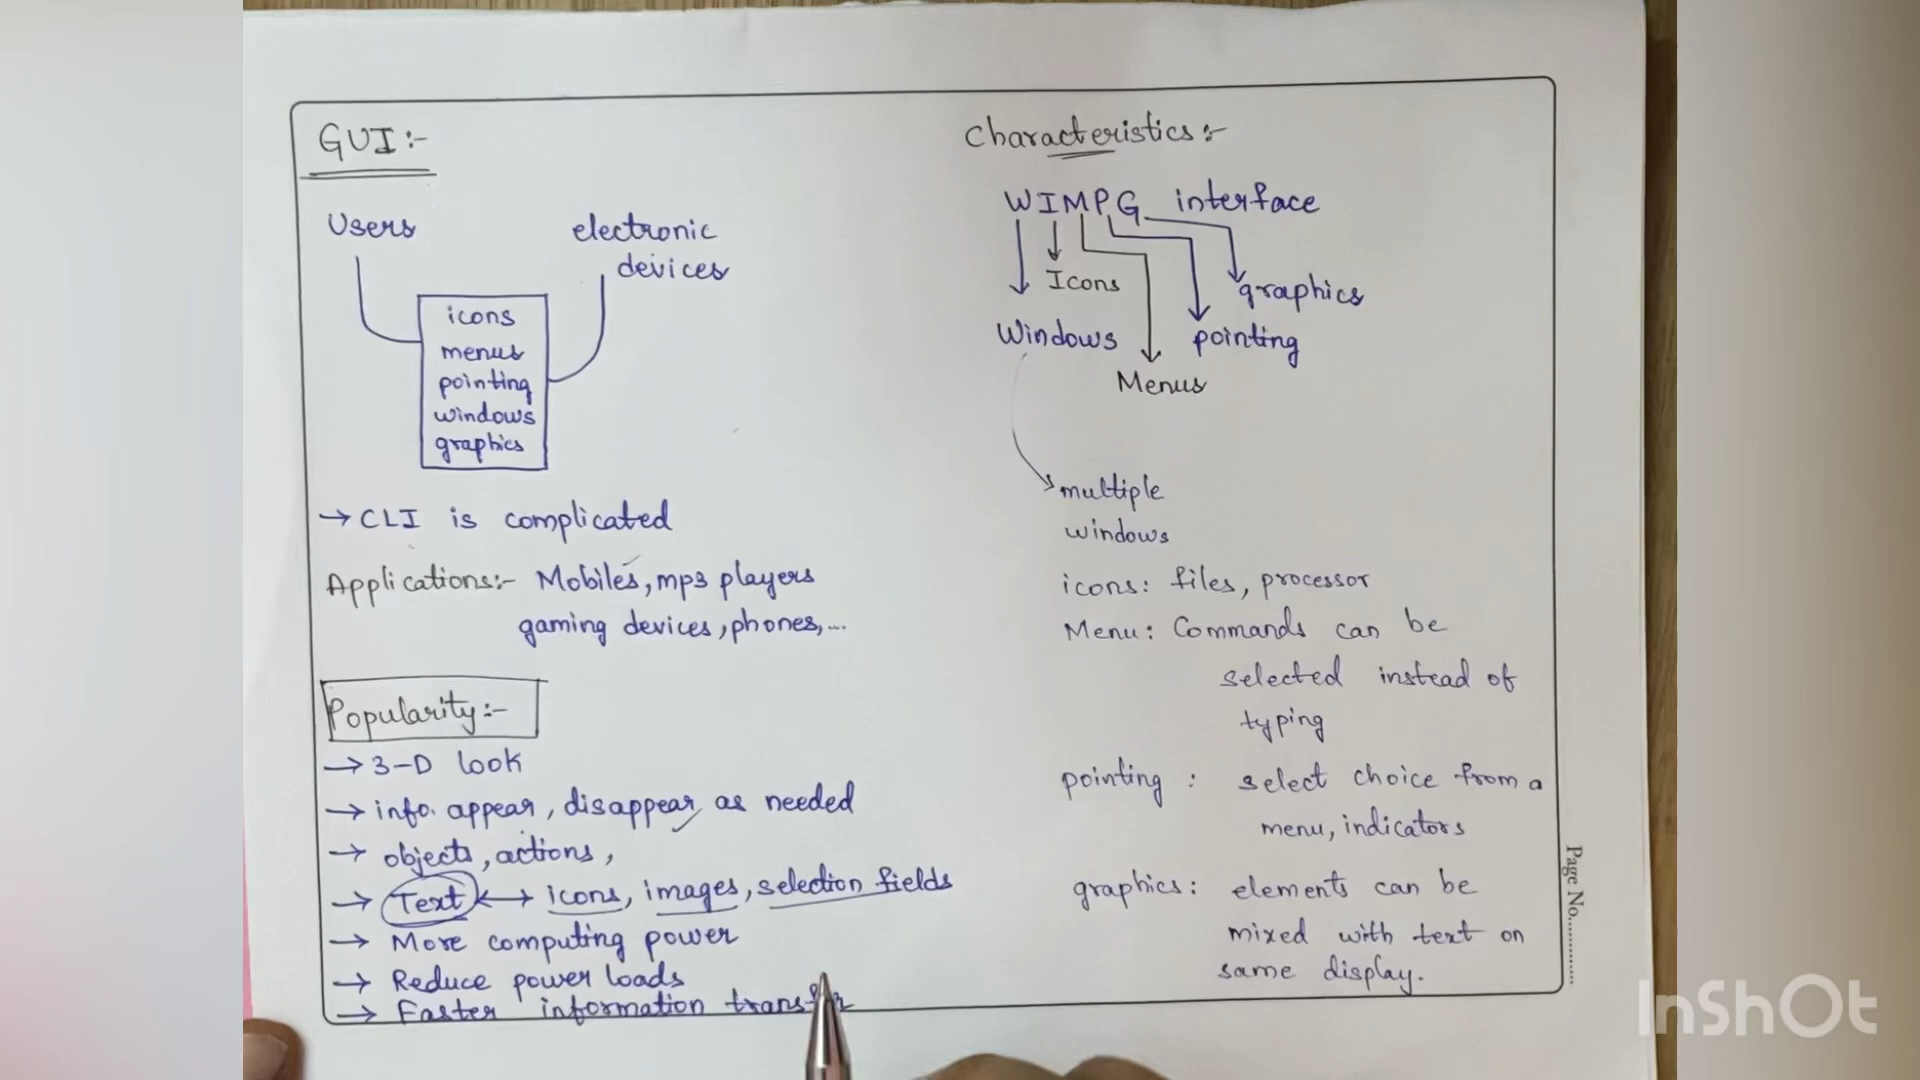 GUI:-
Users
electronic
devices
icons
menus
pointing
windows
graphics
→ CLI is complicated
Applications:- Mobiles, mp3 players
gaming devices, phones, ...
Popularity:-
→ 3-D look
→ info. appear, disappear as needed
→ objects, actions,
→ Text ↔ icons, images, selection fields
→ More computing power
→ Reduce power loads
→ Faster information
Characteristics:-
WIMPG interface
Icons
graphics
Windows
pointing
Menus
multiple
windows
icons: files, processor
Menu: Commands can be
selected instead of
typing
pointing : select choice from a
menu, indicators
graphics: elements can be
mixed with text on
same display.
Page No.............
InShOt